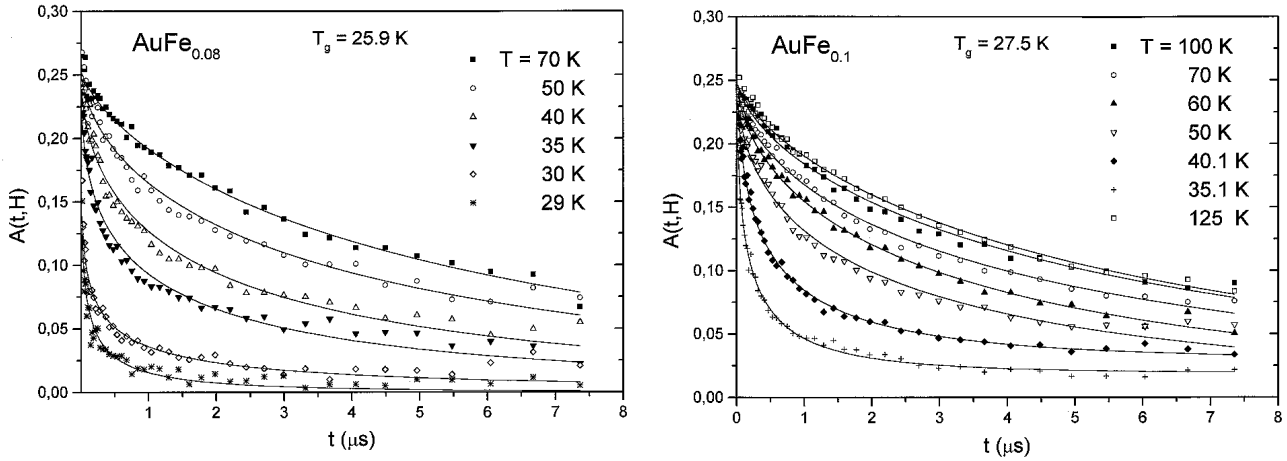 0,30
0,25
0,20
0,15
0,10
0,05
0,00
A(t,H)
AuFe0.08
Tg = 25.9 K
T = 70 K
50 K
40 K
35 K
30 K
29 K
1 2 3 4 5 6 7 8
t (μs)
0,30
0,25
0,20
0,15
0,10
0,05
0,00
A(t,H)
AuFe0.1
Tg = 27.5 K
T = 100 K
70 K
60 K
50 K
40.1 K
35.1 K
125 K
0 1 2 3 4 5 6 7 8
t (μs)